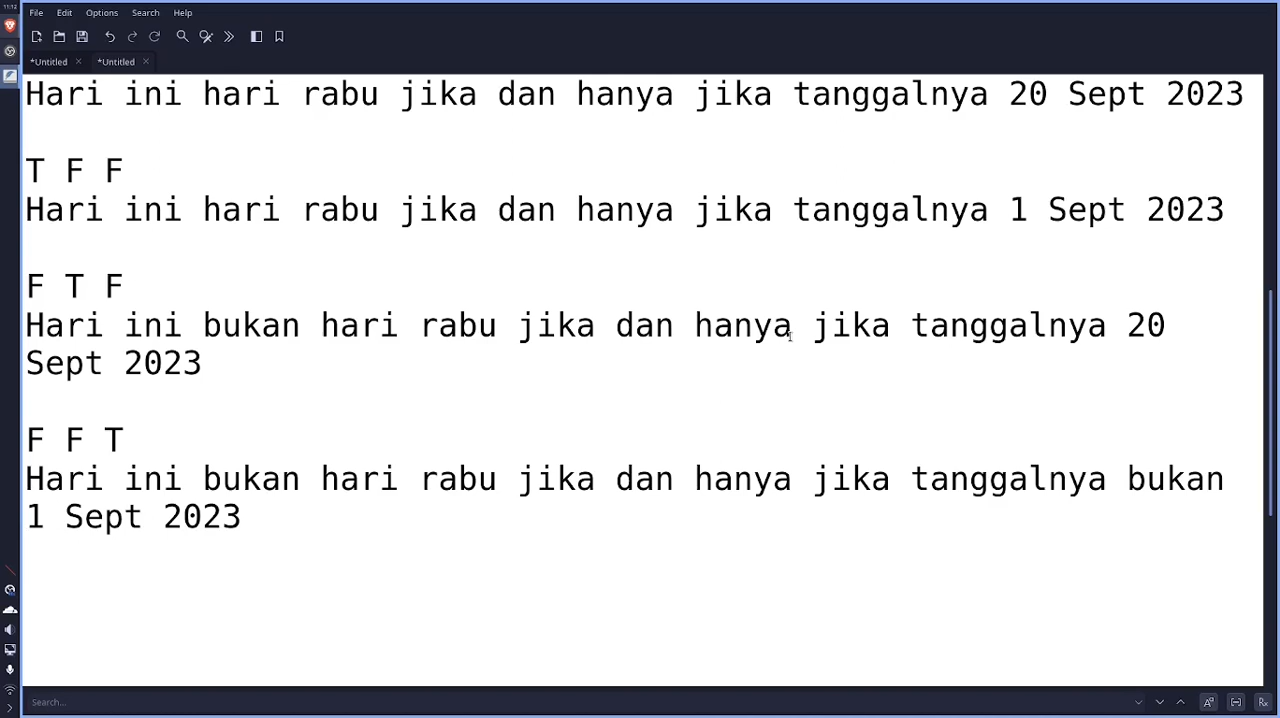 11:12
File Edit Options Search Help
*Untitled *Untitled
Hari ini hari rabu jika dan hanya jika tanggalnya 20 Sept 2023
T F F
Hari ini hari rabu jika dan hanya jika tanggalnya 1 Sept 2023
F T F
Hari ini bukan hari rabu jika dan hanya jika tanggalnya 20
Sept 2023
F F T
Hari ini bukan hari rabu jika dan hanya jika tanggalnya bukan
1 Sept 2023
Search...